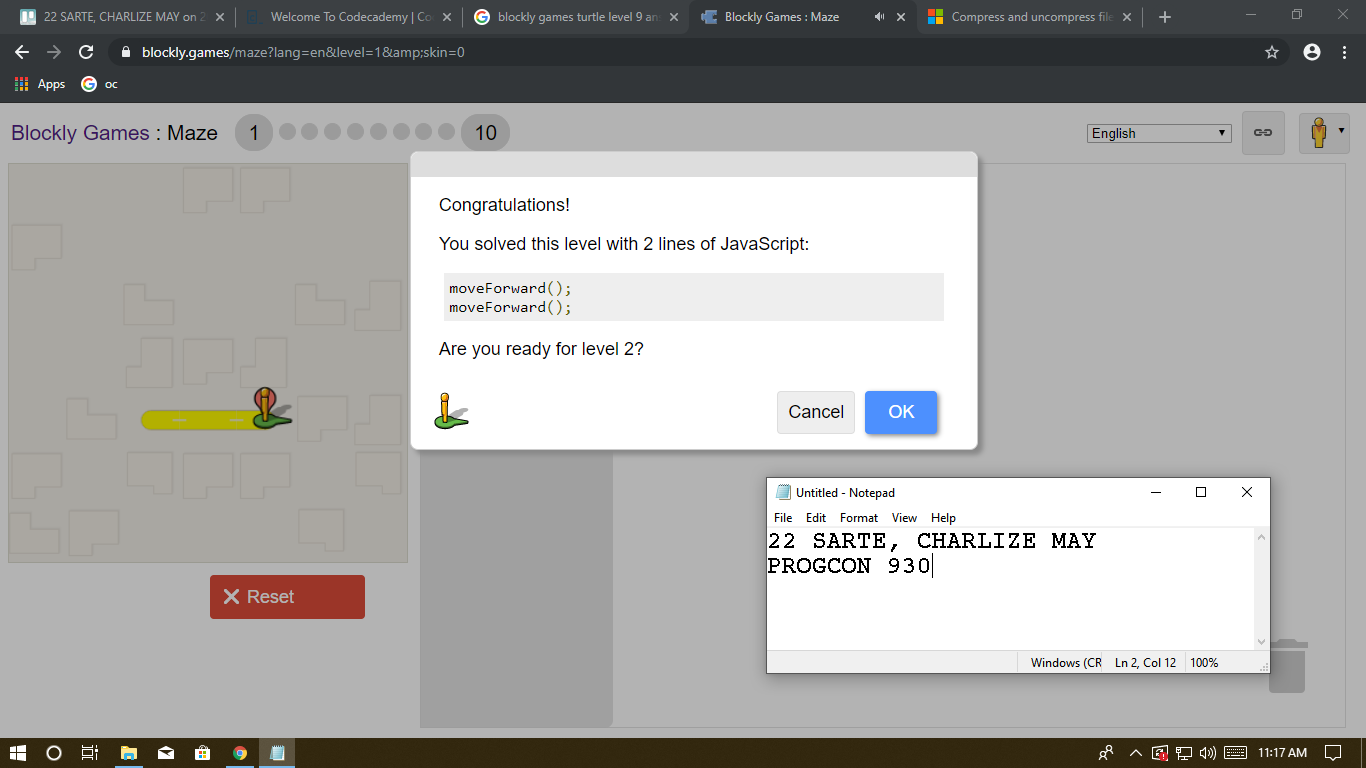 22 SARTE, CHARLIZE MAY on 2
Welcome To Codecademy | Co
blockly games turtle level 9 an
Blockly Games : Maze
Compress and uncompress file
blockly.games/maze?lang=en&level=1&amp;skin=0
Apps
oc
Blockly Games : Maze
1
10
English
Congratulations!
You solved this level with 2 lines of JavaScript:
moveForward();
moveForward();
Are you ready for level 2?
Cancel
OK
Reset
Untitled - Notepad
File Edit Format View Help
22 SARTE, CHARLIZE MAY
PROGCON 930
Windows (CR
Ln 2, Col 12
100%
11:17 AM